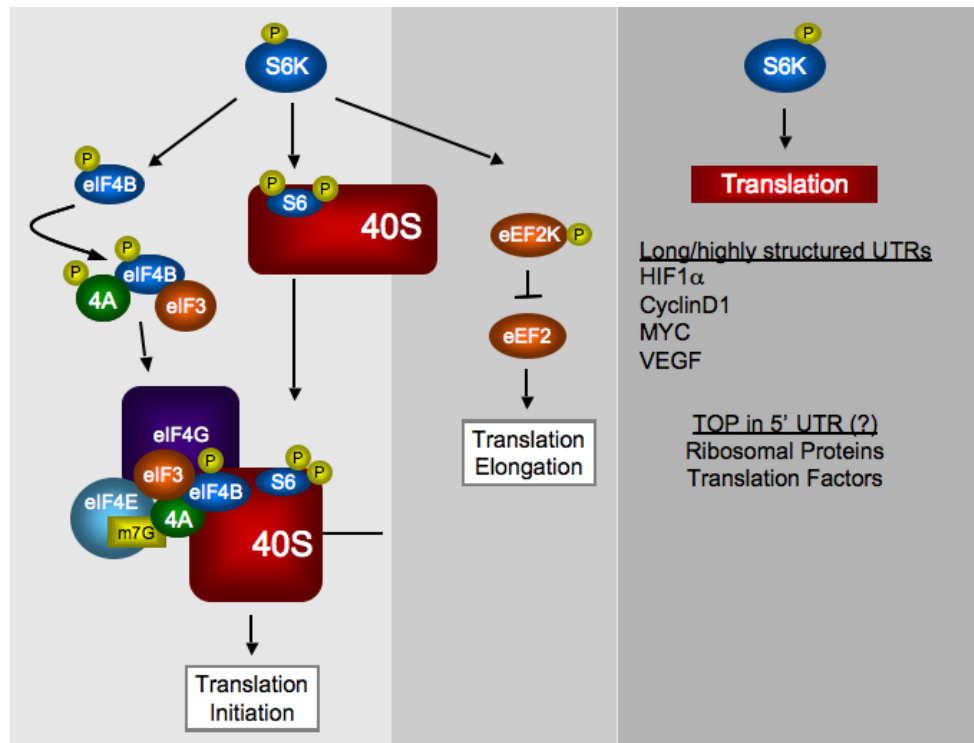 P
S6K
P
eIF4B
P
P
eIF4B
4A
eIF3
P
P
S6
40S
eEF2K
P
eEF2
Translation
Elongation
eIF4G
eIF3
P
eIF4B
eIF4E
4A
m7G
P
P
S6
40S
Translation
Initiation
P
S6K
Translation
Long/highly structured UTRs
HIF1α
CyclinD1
MYC
VEGF
TOP in 5' UTR (?)
Ribosomal Proteins
Translation Factors